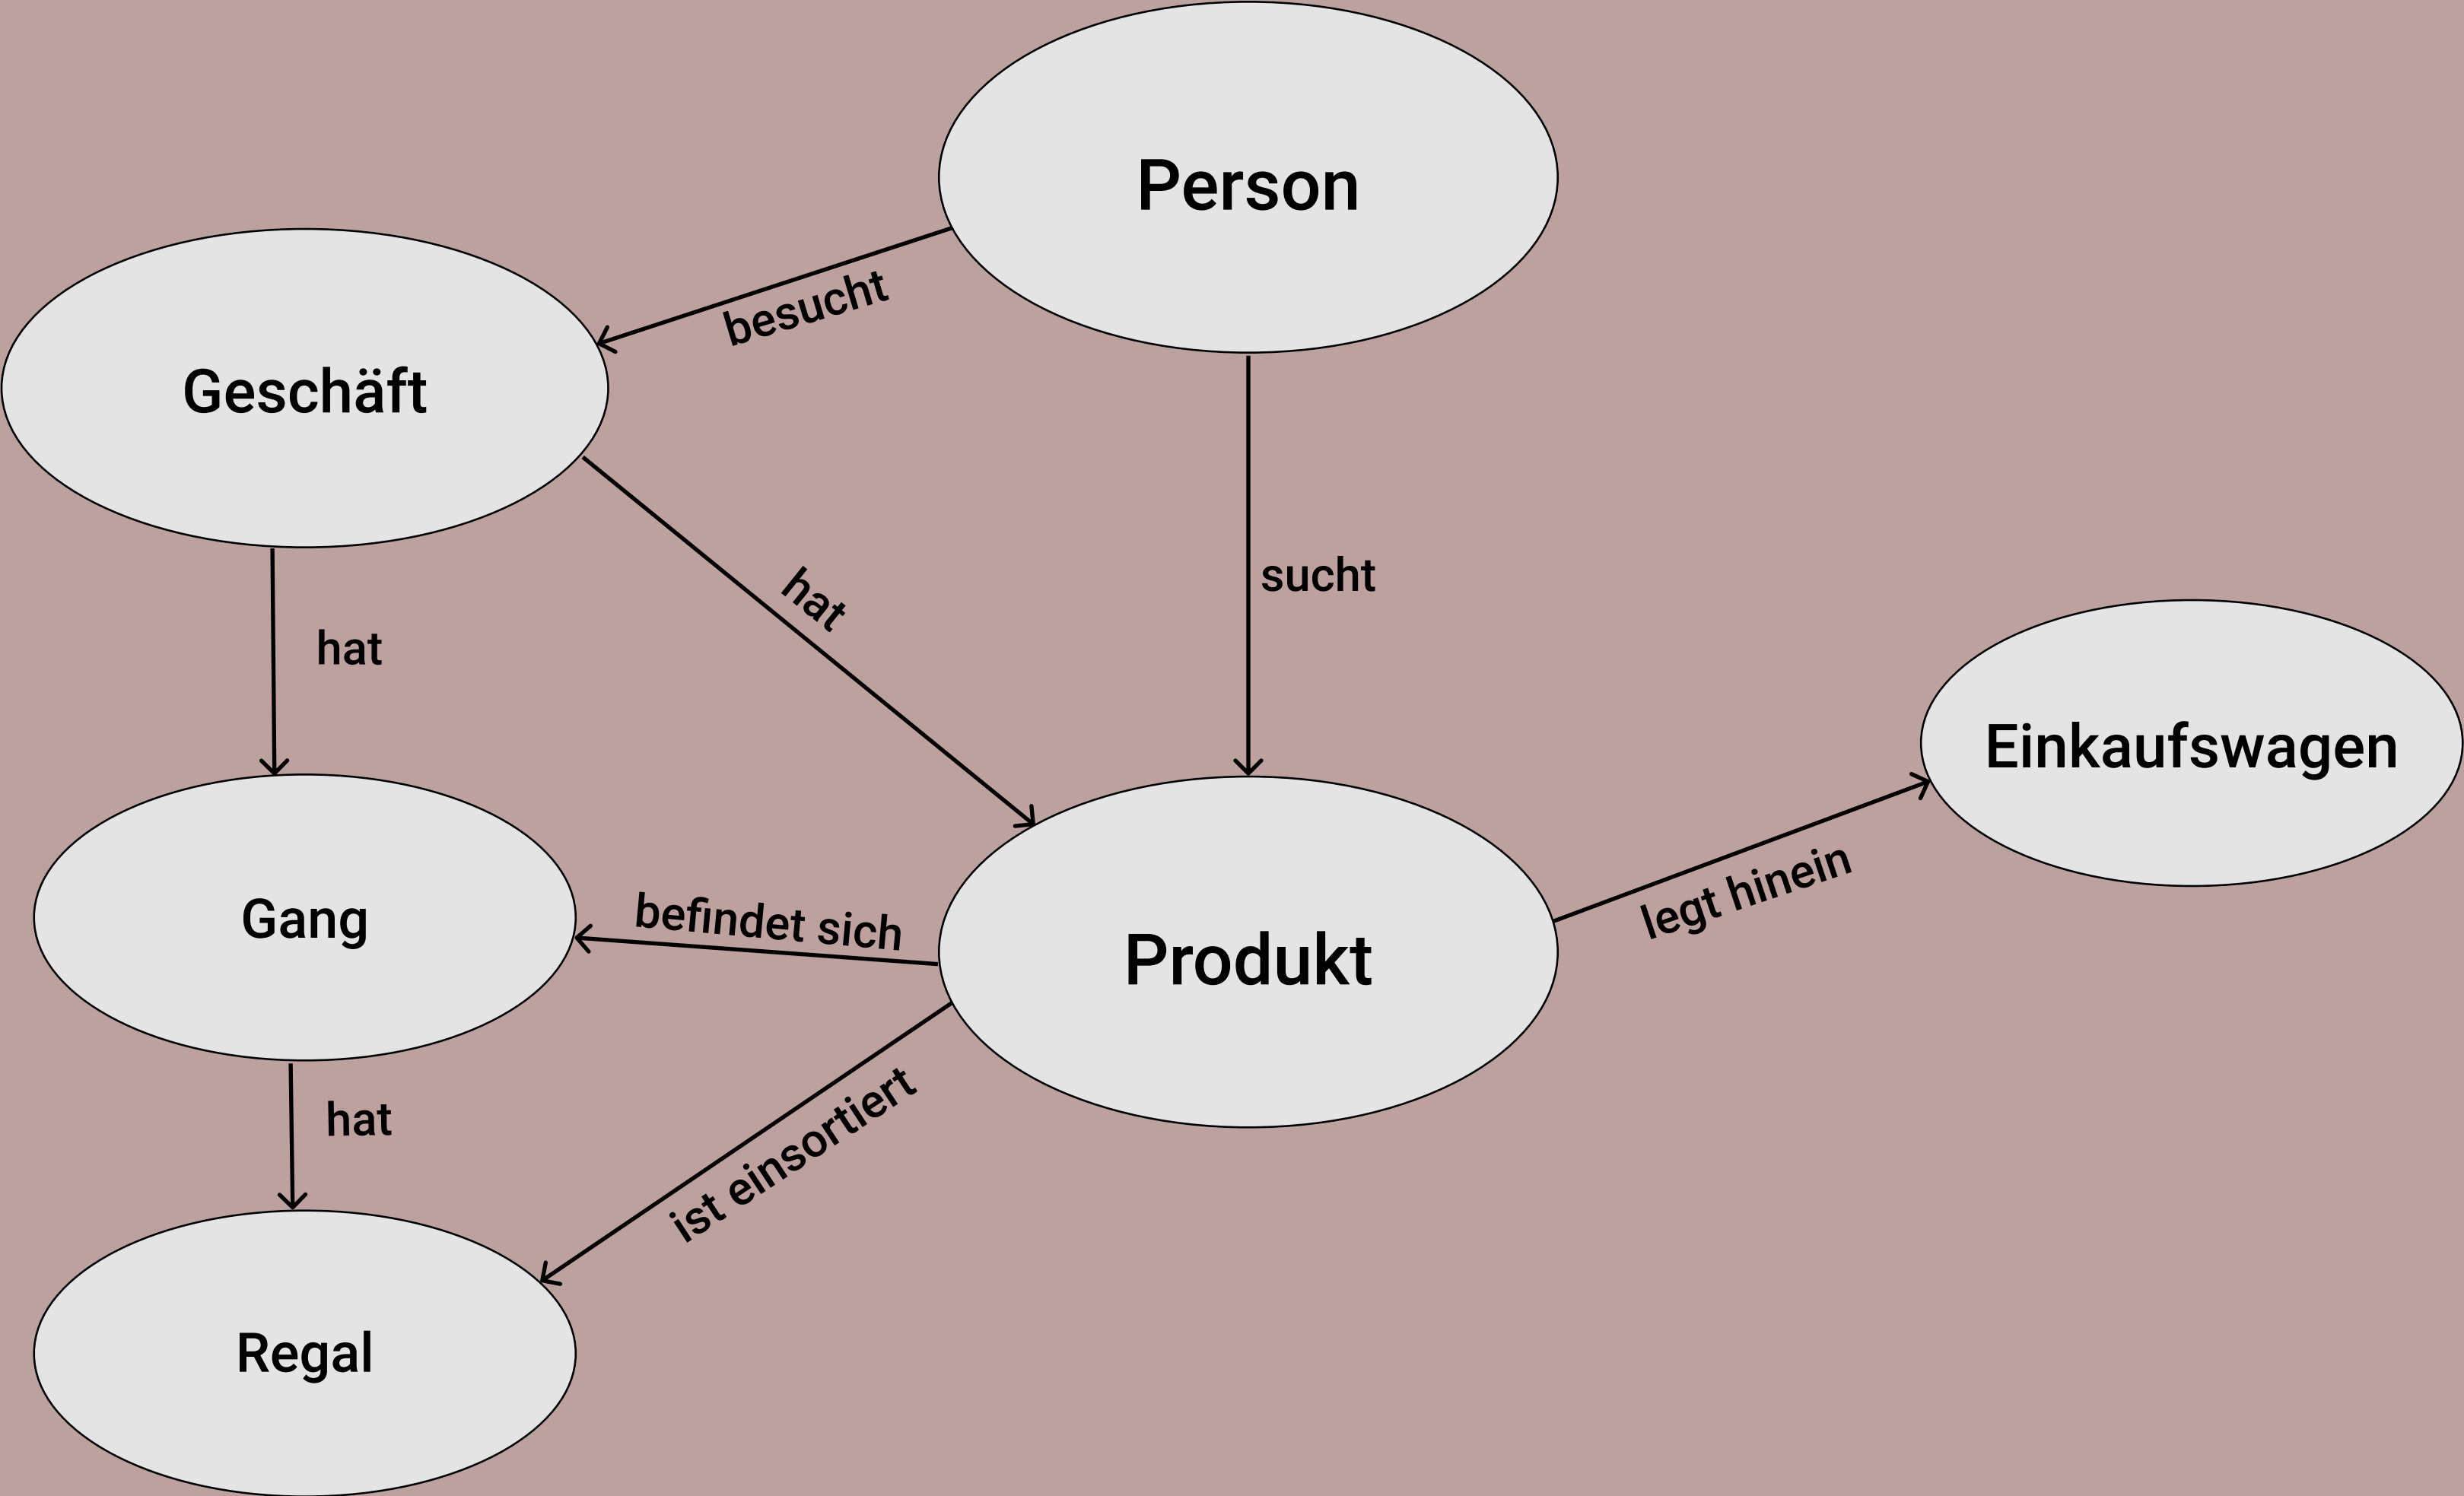 Person
besucht
Geschäft
hat
hat
sucht
Einkaufswagen
legt hinein
Gang
befindet sich
Produkt
hat
ist einsortiert
Regal